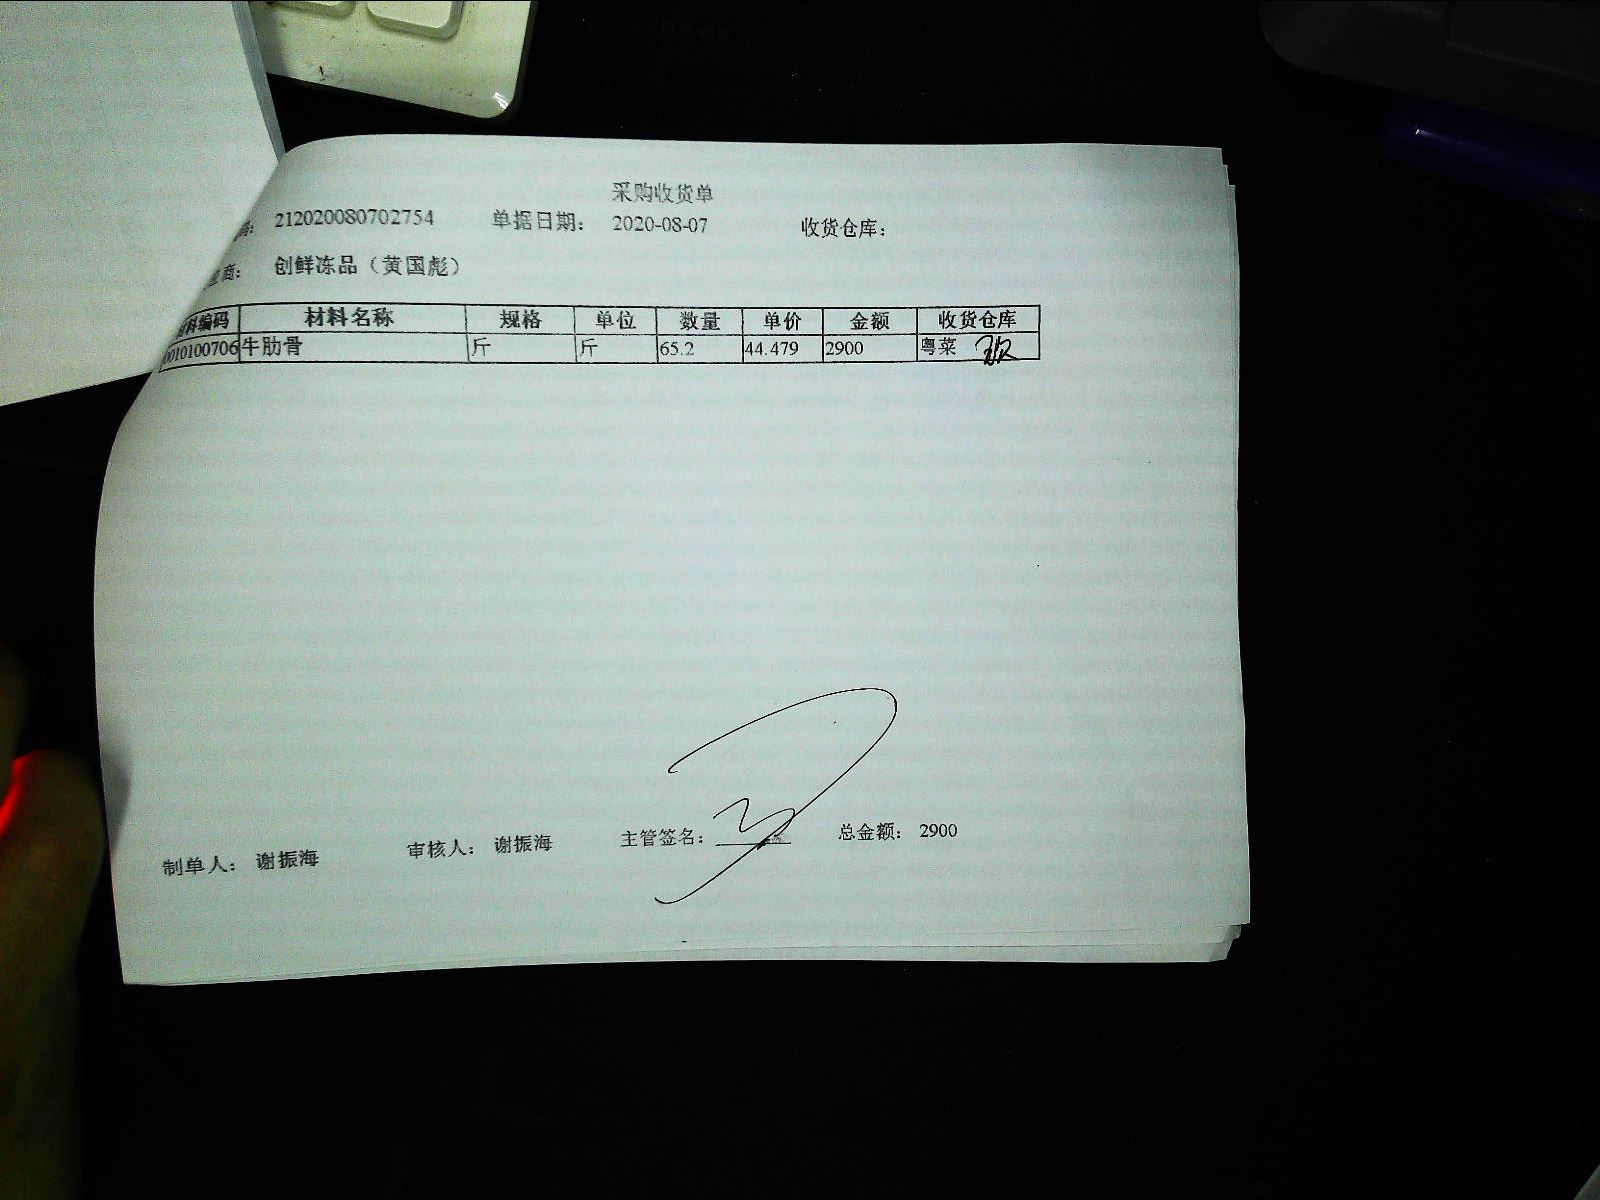 采购收货单
码： 212020080702754 单据日期： 2020-08-07 收货仓库：
应商： 创鲜冻品（黄国彪）
材料编码 材料名称 规格 单位 数量 单价 金额 收货仓库
0010100706 牛肋骨 斤 斤 65.2 44.479 2900 粤菜
制单人： 谢振海 审核人： 谢振海 主管签名： 总金额： 2900